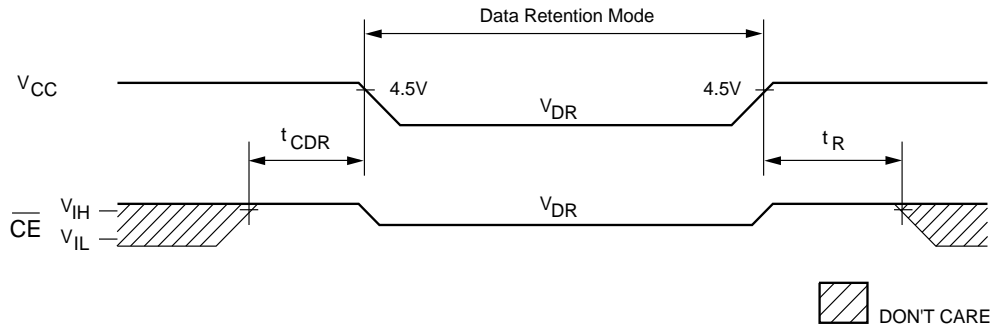 Data Retention Mode
VCC
4.5V
4.5V
VDR
tCDR
tR
VIH
CE
VIL
VDR
DON'T CARE